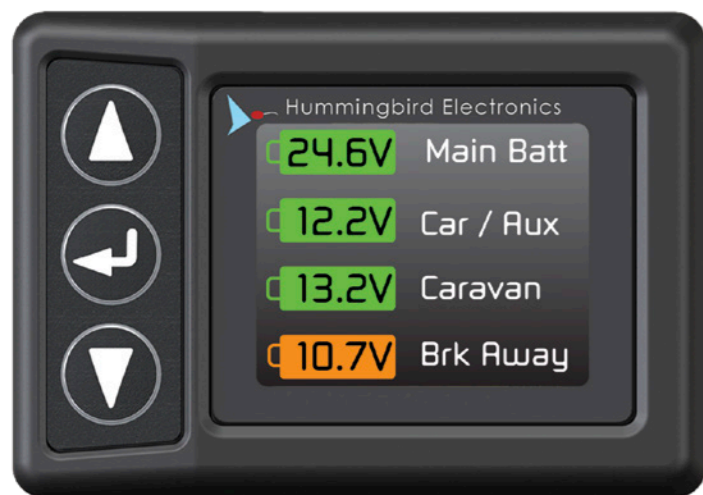 Hummingbird Electronics
24.6V Main Batt
12.2V Car / Aux
13.2V Caravan
10.7V Brk Away